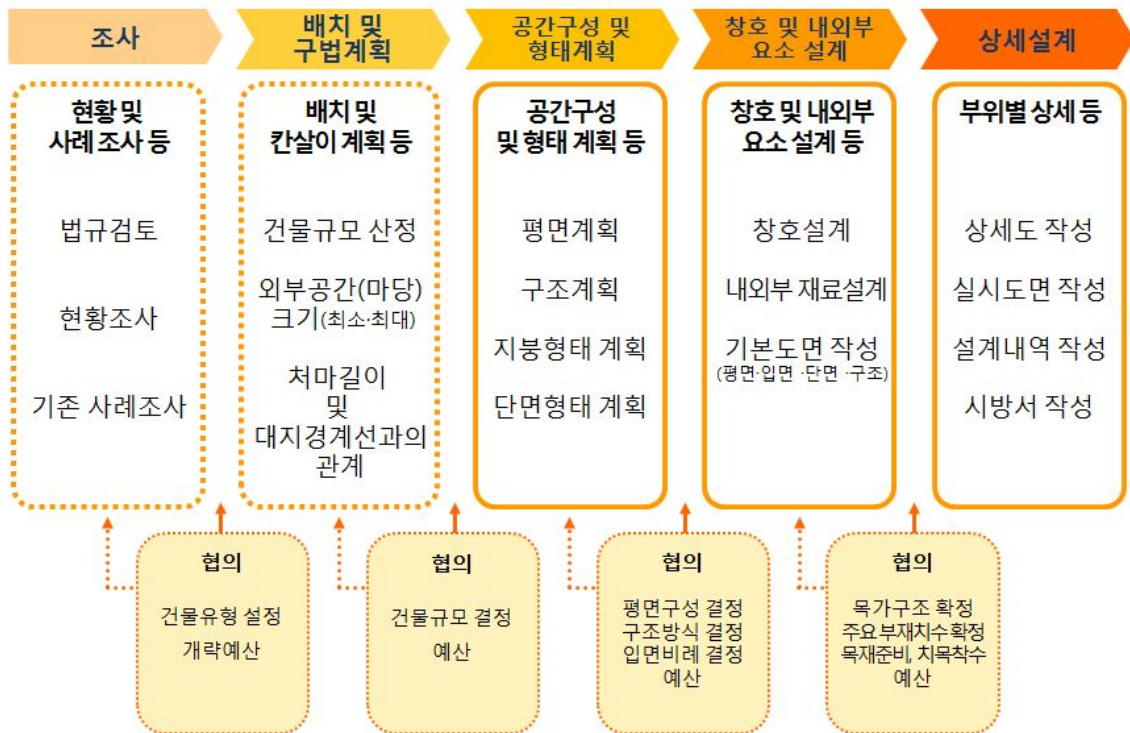 조사
배치 및
구법계획
공간구성 및
형태계획
창호 및 내외부
요소 설계
상세설계
현황 및
사례 조사 등
법규검토
현황조사
기존 사례조사
배치 및
칸살이 계획 등
건물규모 산정
외부공간(마당)
크기(최소·최대)
처마길이
및
대지경계선과의
관계
공간구성
및 형태 계획 등
평면계획
구조계획
지붕형태 계획
단면형태 계획
창호 및 내외부
요소 설계 등
창호설계
내외부 재료설계
기본도면 작성
(평면·입면·단면·구조)
부위별 상세 등
상세도 작성
실시도면 작성
설계내역 작성
시방서 작성
협의
건물유형 설정
개략예산
협의
건물규모 결정
예산
협의
평면구성 결정
구조방식 결정
입면비례 결정
예산
협의
목가구조 확정
주요부재치수확정
목재준비, 치목착수
예산